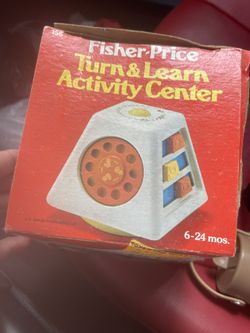 156
Fisher-Price
Turn & Learn
Activity Center
6-24 mos.